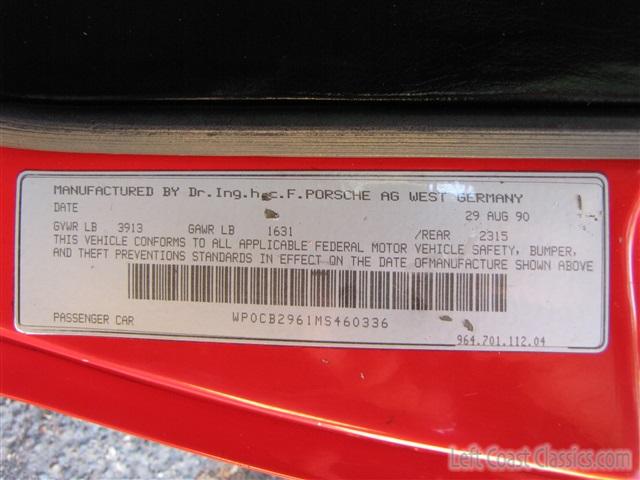 MANUFACTURED BY Dr.Ing.h.c.F.PORSCHE AG WEST GERMANY
DATE 29 AUG 90
GVWR LB 3913 GAWR LB 1631 /REAR 2315
THIS VEHICLE CONFORMS TO ALL APPLICABLE FEDERAL MOTOR VEHICLE SAFETY, BUMPER,
AND THEFT PREVENTIONS STANDARDS IN EFFECT ON THE DATE OFMANUFACTURE SHOWN ABOVE
PASSENGER CAR WP0CB2961MS460336
964.701.112.04
Left Coast Classics.com